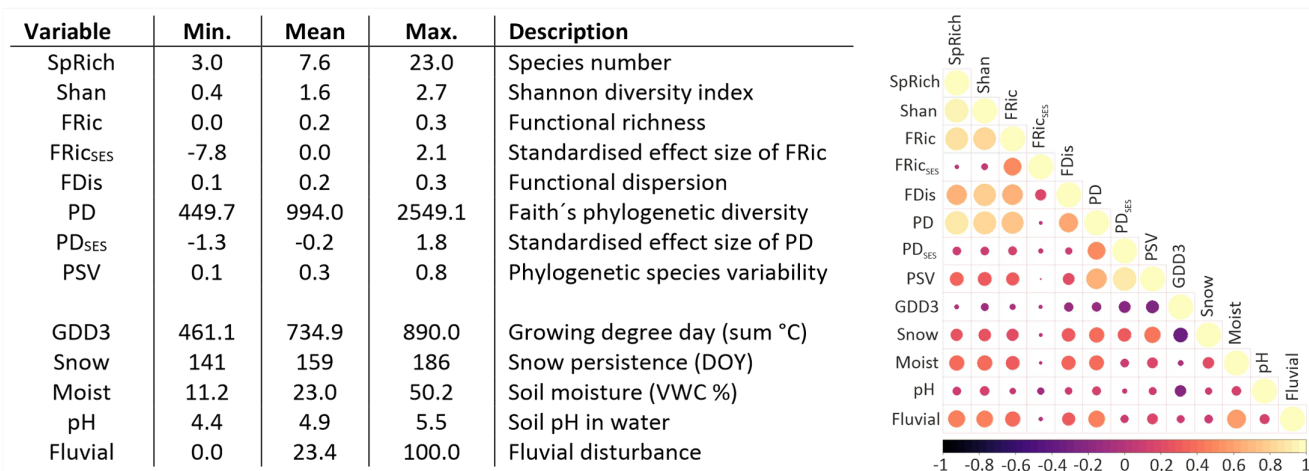 Variable Min. Mean Max. Description
SpRich 3.0 7.6 23.0 Species number
Shan 0.4 1.6 2.7 Shannon diversity index
FRic 0.0 0.2 0.3 Functional richness
FRicSES -7.8 0.0 2.1 Standardised effect size of FRic
FDis 0.1 0.2 0.3 Functional dispersion
PD 449.7 994.0 2549.1 Faith´s phylogenetic diversity
PDSES -1.3 -0.2 1.8 Standardised effect size of PD
PSV 0.1 0.3 0.8 Phylogenetic species variability
GDD3 461.1 734.9 890.0 Growing degree day (sum °C)
Snow 141 159 186 Snow persistence (DOY)
Moist 11.2 23.0 50.2 Soil moisture (VWC %)
pH 4.4 4.9 5.5 Soil pH in water
Fluvial 0.0 23.4 100.0 Fluvial disturbance
SpRich
Shan
FRic
FRicSES
FDis
PD
PDSES
PSV
GDD3
Snow
Moist
pH
Fluvial
SpRich
Shan
FRic
FRicSES
FDis
PD
PDSES
PSV
GDD3
Snow
Moist
pH
Fluvial
-1 -0.8 -0.6 -0.4 -0.2 0 0.2 0.4 0.6 0.8 1